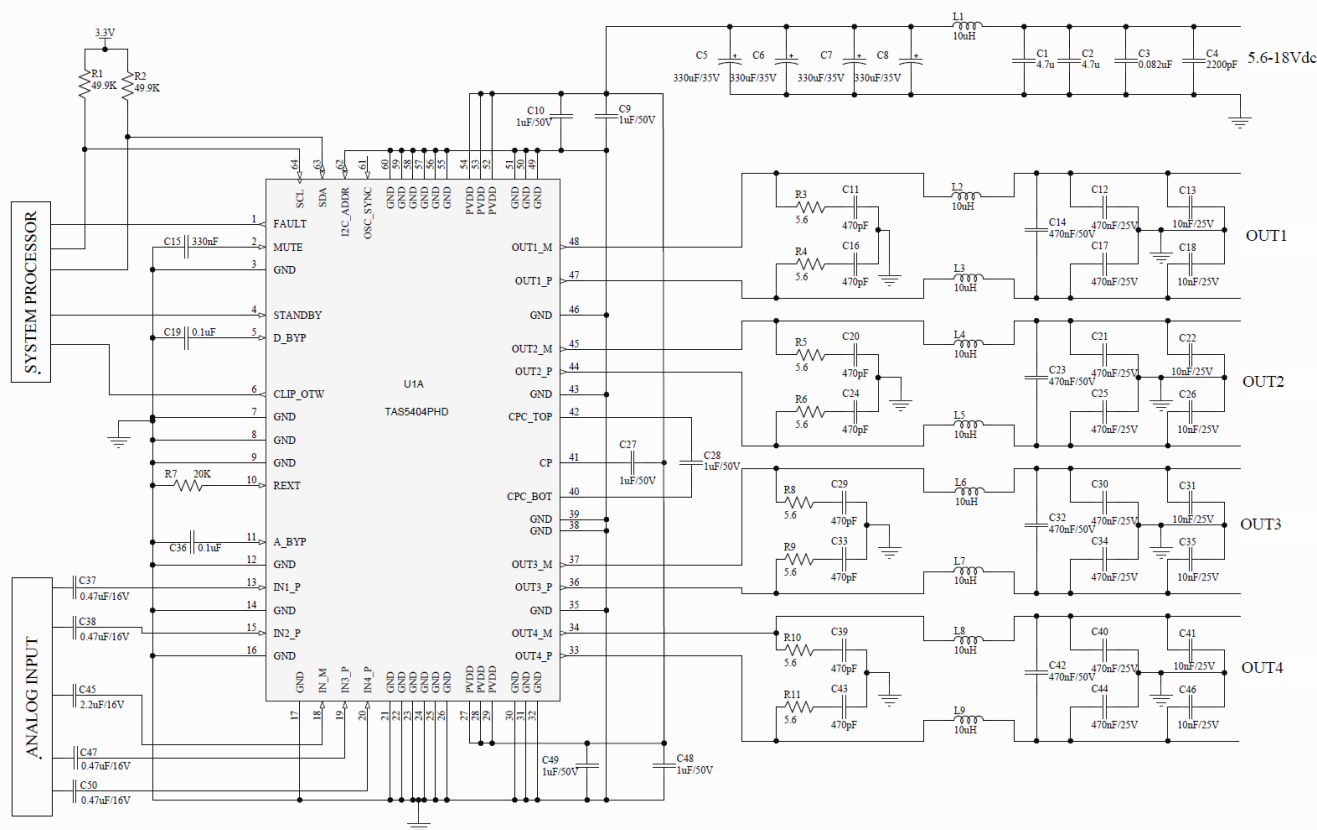 3.3V
R1
49.9K
R2
49.9K
L1
10uH
C5
330uF/35V
C6
330uF/35V
C7
330uF/35V
C8
330uF/35V
C1
4.7u
C2
4.7u
C3
0.082uF
C4
2200pF
5.6-18Vdc
C10
1uF/50V
C9
1uF/50V
64
63
62
61
60
59
58
57
56
55
54
53
52
51
50
49
SCL
SDA
I2C_ADDR
OSC_SYNC
GND
GND
GND
GND
GND
GND
PVDD
PVDD
PVDD
GND
GND
GND
SYSTEM PROCESSOR
1
FAULT
C15
330nF
2
MUTE
3
GND
4
STANDBY
C19
0.1uF
5
D_BYP
6
CLIP_OTW
7
GND
8
GND
9
GND
R7
20K
10
REXT
C36
0.1uF
11
A_BYP
12
GND
13
IN1_P
14
GND
15
IN2_P
16
GND
U1A
TAS5404PHD
OUT1_M
48
OUT1_P
47
GND
46
OUT2_M
45
OUT2_P
44
GND
43
CPC_TOP
42
CP
41
CPC_BOT
40
GND
39
GND
38
OUT3_M
37
OUT3_P
36
GND
35
OUT4_M
34
OUT4_P
33
C27
1uF/50V
C28
1uF/50V
ANALOG INPUT
C37
0.47uF/16V
C38
0.47uF/16V
C45
2.2uF/16V
C47
0.47uF/16V
C50
0.47uF/16V
GND
IN_M
IN3_P
IN4_P
GND
GND
GND
GND
GND
GND
PVDD
PVDD
PVDD
GND
GND
GND
17
18
19
20
21
22
23
24
25
26
27
28
29
30
31
32
C49
1uF/50V
C48
1uF/50V
R3
5.6
C11
470pF
R4
5.6
C16
470pF
L2
10uH
L3
10uH
C14
470nF/50V
C12
470nF/25V
C13
10nF/25V
C17
470nF/25V
C18
10nF/25V
OUT1
R5
5.6
C20
470pF
R6
5.6
C24
470pF
L4
10uH
L5
10uH
C23
470nF/50V
C21
470nF/25V
C22
10nF/25V
C25
470nF/25V
C26
10nF/25V
OUT2
R8
5.6
C29
470pF
R9
5.6
C33
470pF
L6
10uH
L7
10uH
C32
470nF/50V
C30
470nF/25V
C31
10nF/25V
C34
470nF/25V
C35
10nF/25V
OUT3
R10
5.6
C39
470pF
R11
5.6
C43
470pF
L8
10uH
L9
10uH
C42
470nF/50V
C40
470nF/25V
C41
10nF/25V
C44
470nF/25V
C46
10nF/25V
OUT4